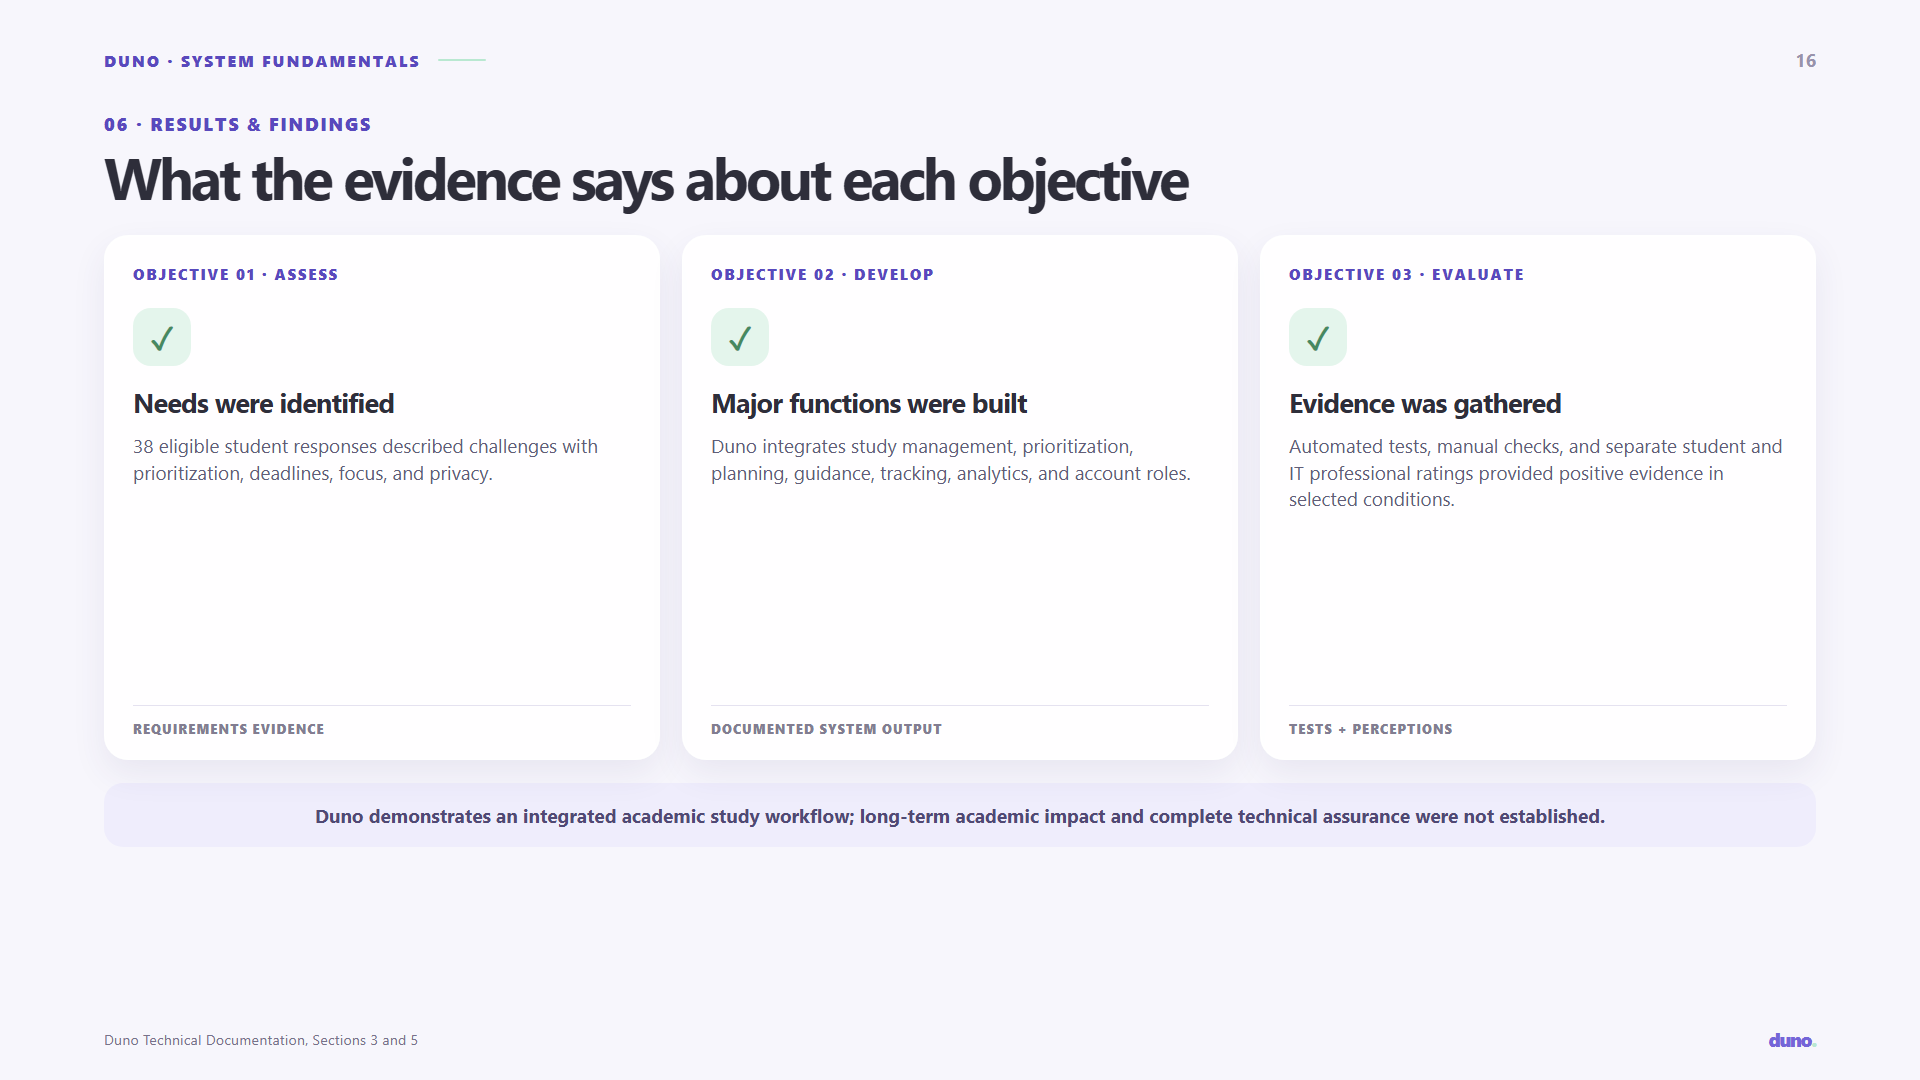 DUNO · SYSTEM FUNDAMENTALS
16
06 · RESULTS & FINDINGS
What the evidence says about each objective
OBJECTIVE 01 · ASSESS
✓
Needs were identified
38 eligible student responses described challenges with
prioritization, deadlines, focus, and privacy.
REQUIREMENTS EVIDENCE
OBJECTIVE 02 · DEVELOP
✓
Major functions were built
Duno integrates study management, prioritization,
planning, guidance, tracking, analytics, and account roles.
DOCUMENTED SYSTEM OUTPUT
OBJECTIVE 03 · EVALUATE
✓
Evidence was gathered
Automated tests, manual checks, and separate student and
IT professional ratings provided positive evidence in
selected conditions.
TESTS + PERCEPTIONS
Duno demonstrates an integrated academic study workflow; long-term academic impact and complete technical assurance were not established.
Duno Technical Documentation, Sections 3 and 5
duno.